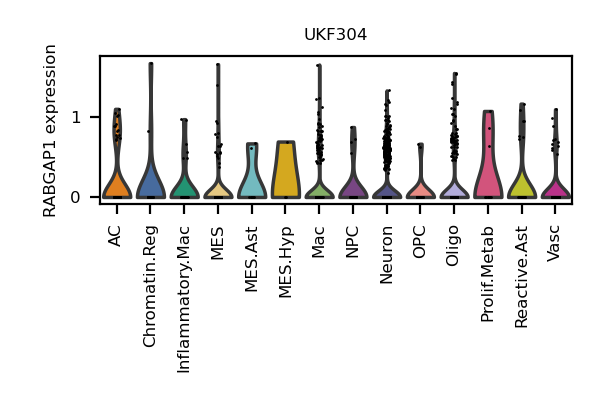 UKF304
RABGAP1 expression
1
0
AC
Chromatin.Reg
Inflammatory.Mac
MES
MES.Ast
MES.Hyp
Mac
NPC
Neuron
OPC
Oligo
Prolif.Metab
Reactive.Ast
Vasc